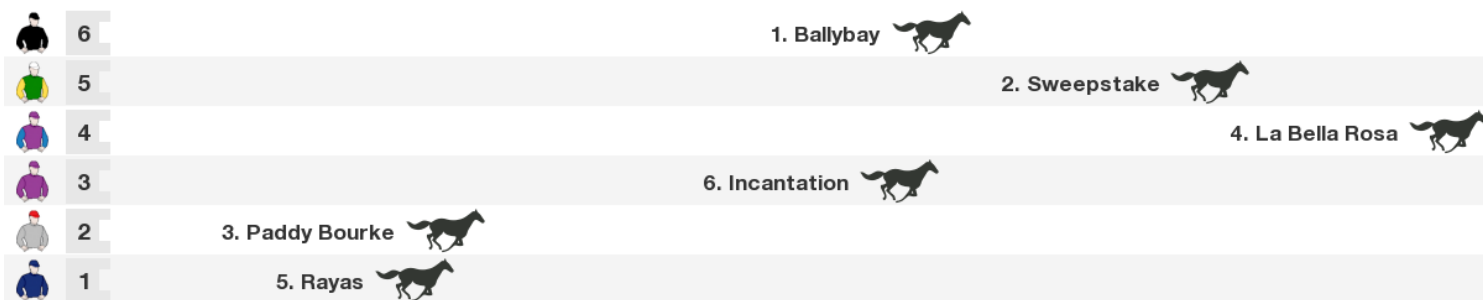 6 1. Ballybay
5 2. Sweepstake
4 4. La Bella Rosa
3 6. Incantation
2 3. Paddy Bourke
1 5. Rayas